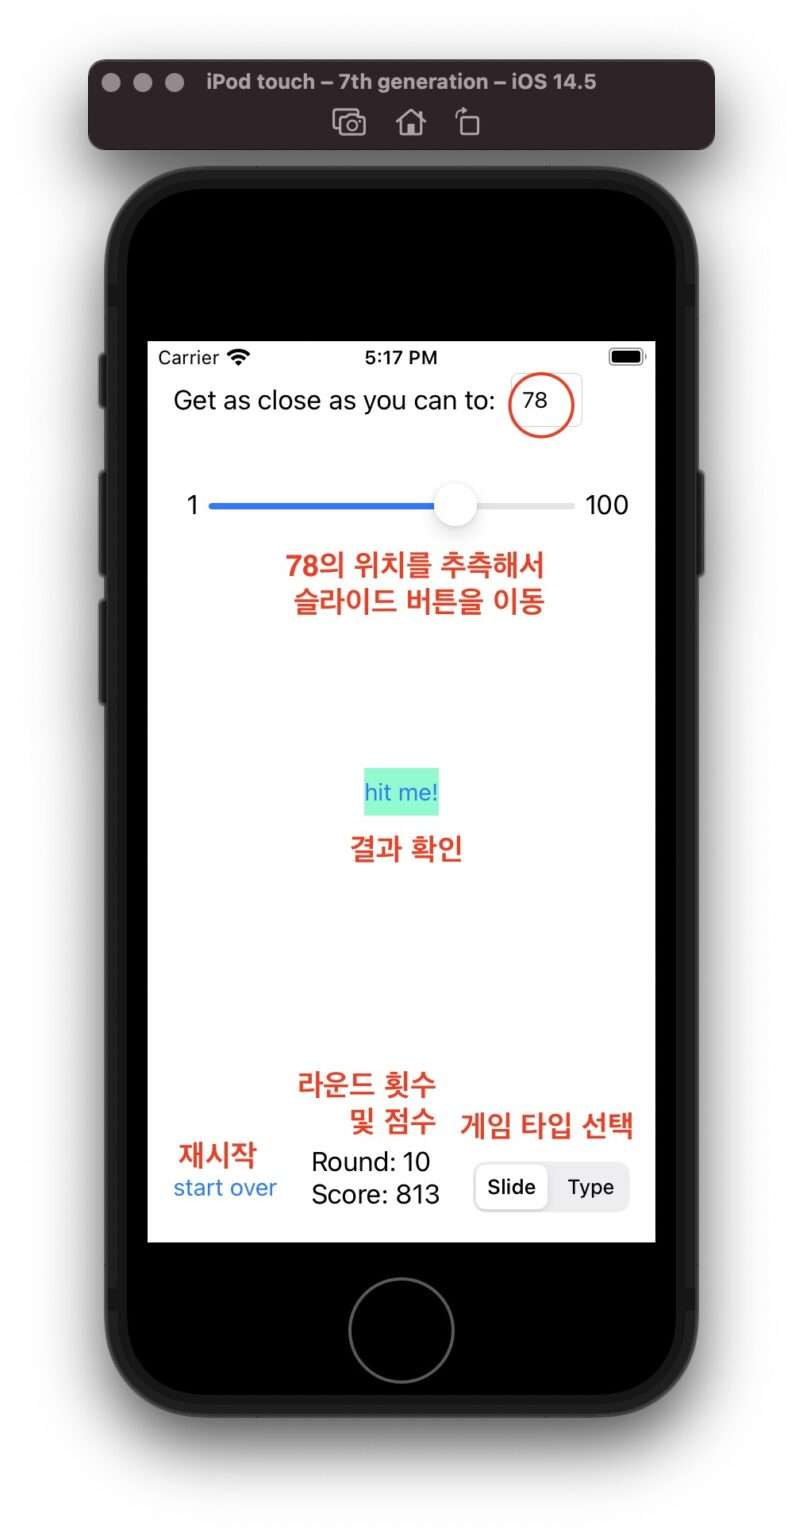 iPod touch – 7th generation – iOS 14.5
Carrier 5:17 PM
Get as close as you can to: 78
1 100
78의 위치를 추측해서
슬라이드 버튼을 이동
hit me!
결과 확인
라운드 횟수
및 점수
게임 타입 선택
재시작
start over
Round: 10
Score: 813
Slide Type